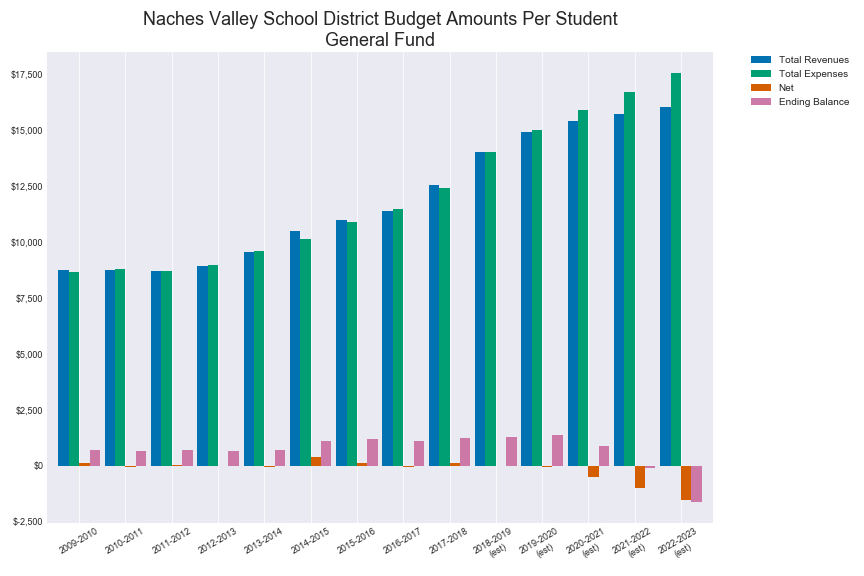 Naches Valley School District Budget Amounts Per Student
General Fund
Total Revenues
Total Expenses
Net
Ending Balance
$17,500
$15,000
$12,500
$10,000
$7,500
$5,000
$2,500
$0
$-2,500
2009-2010
2010-2011
2011-2012
2012-2013
2013-2014
2014-2015
2015-2016
2016-2017
2017-2018
2018-2019
(est)
2019-2020
(est)
2020-2021
(est)
2021-2022
(est)
2022-2023
(est)